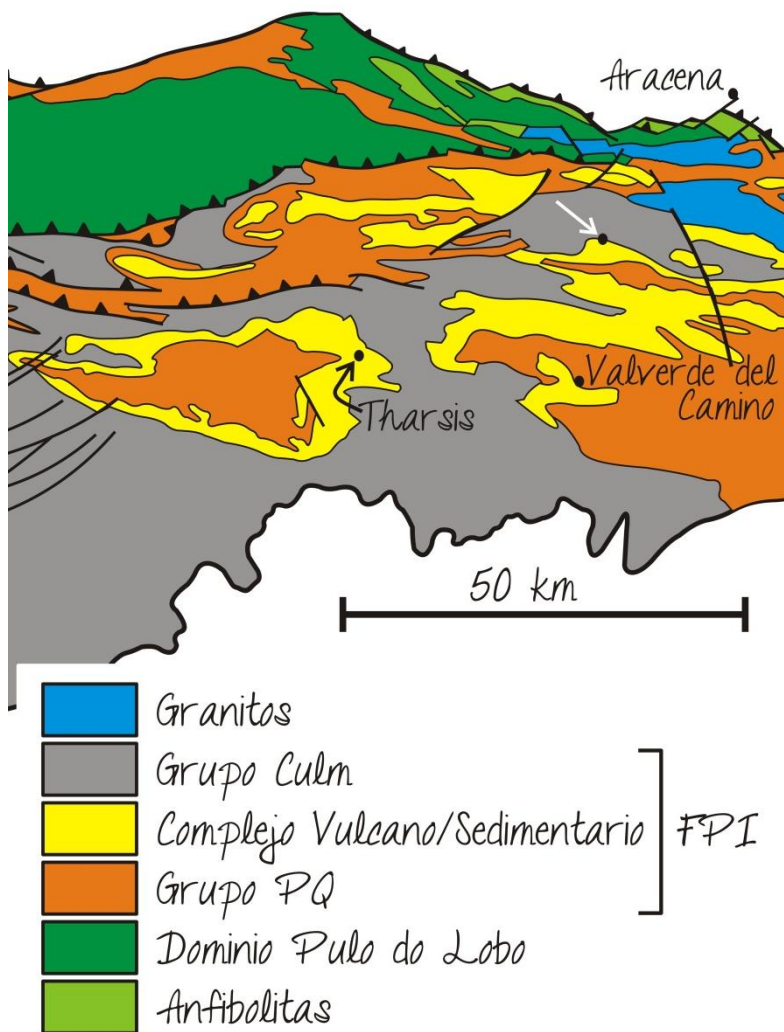 Aracena
Valverde del
Camino
Tharsis
50 km
Granitos
Grupo Culm
Complejo Vulcano/Sedimentario
FPI
Grupo PQ
Dominio Pulo do Lobo
Anfibolitas